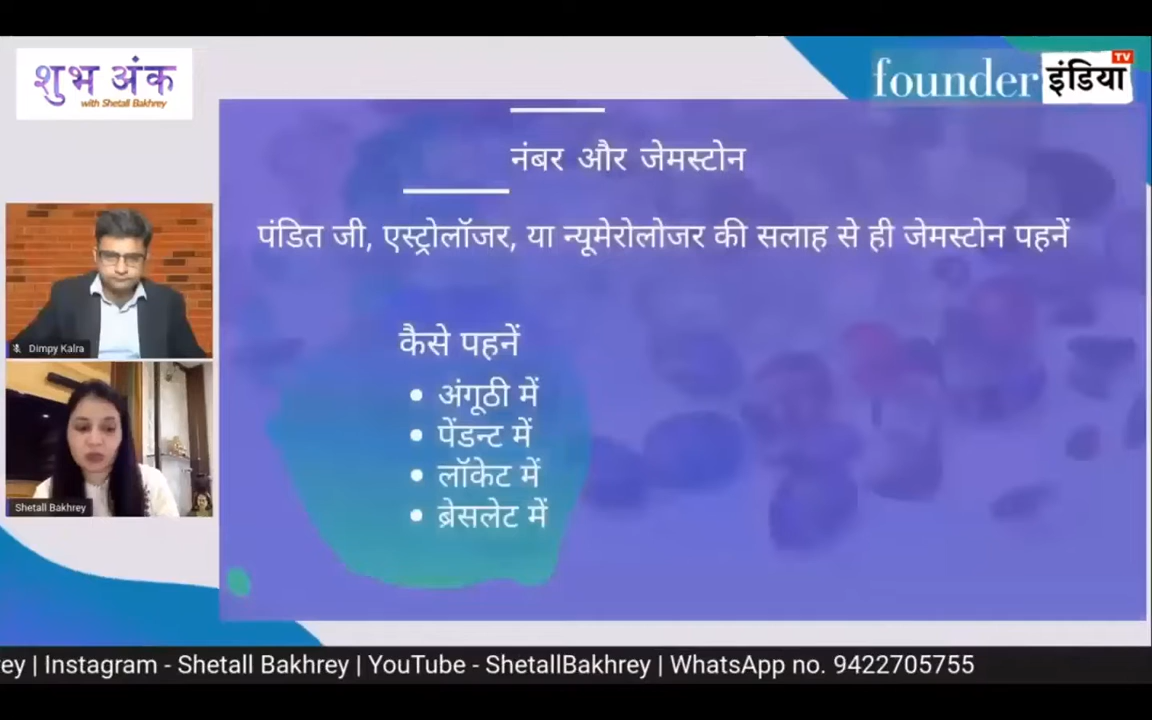 शुभ अंक
with Shetall Bakhrey
founder इंडिया TV
नंबर और जेमस्टोन
पंडित जी, एस्ट्रोलॉजर, या न्यूमेरोलोजर की सलाह से ही जेमस्टोन पहनें
कैसे पहनें
• अंगूठी में
• पेंडन्ट में
• लॉकेट में
• ब्रेसलेट में
Dimpy Kalra
Shetall Bakhrey
ey | Instagram - Shetall Bakhrey | YouTube - ShetallBakhrey | WhatsApp no. 9422705755